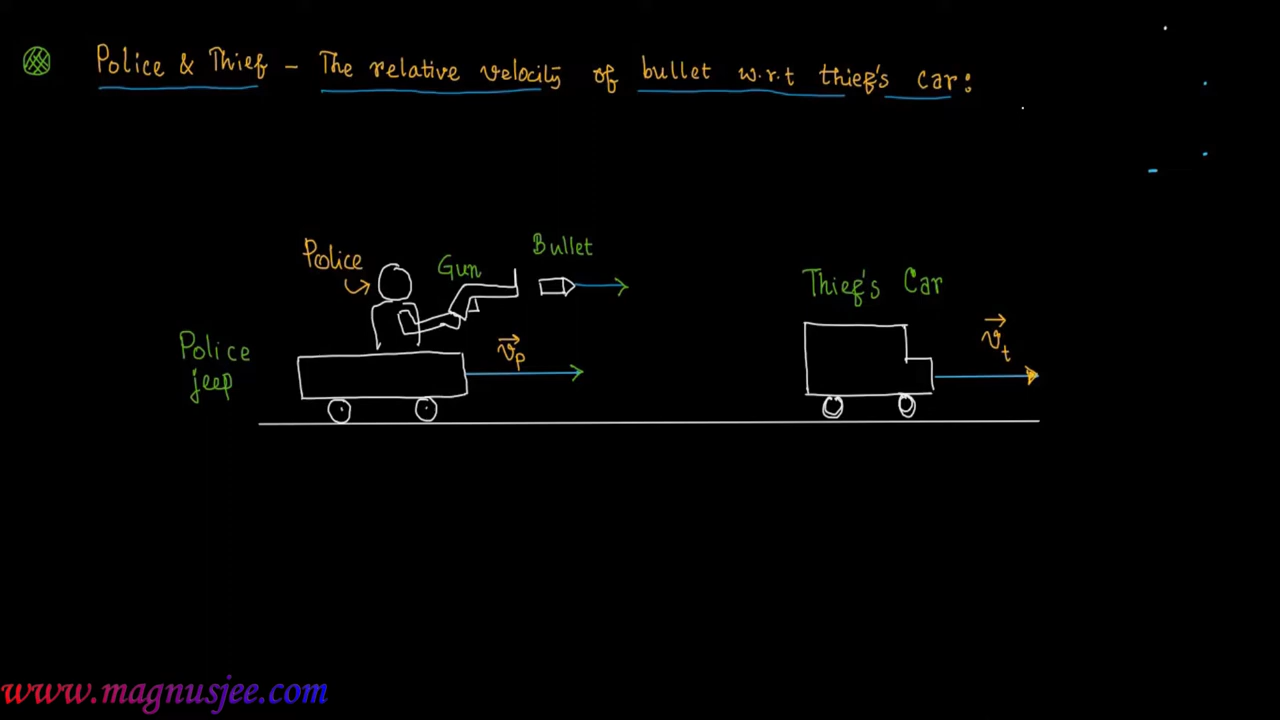 Police & Thief - The relative velocity of bullet w.r.t thief's car:
Police
Gun
Bullet
Thief's Car
Police
jeep
v⃗p
v⃗t
www.magnusjee.com